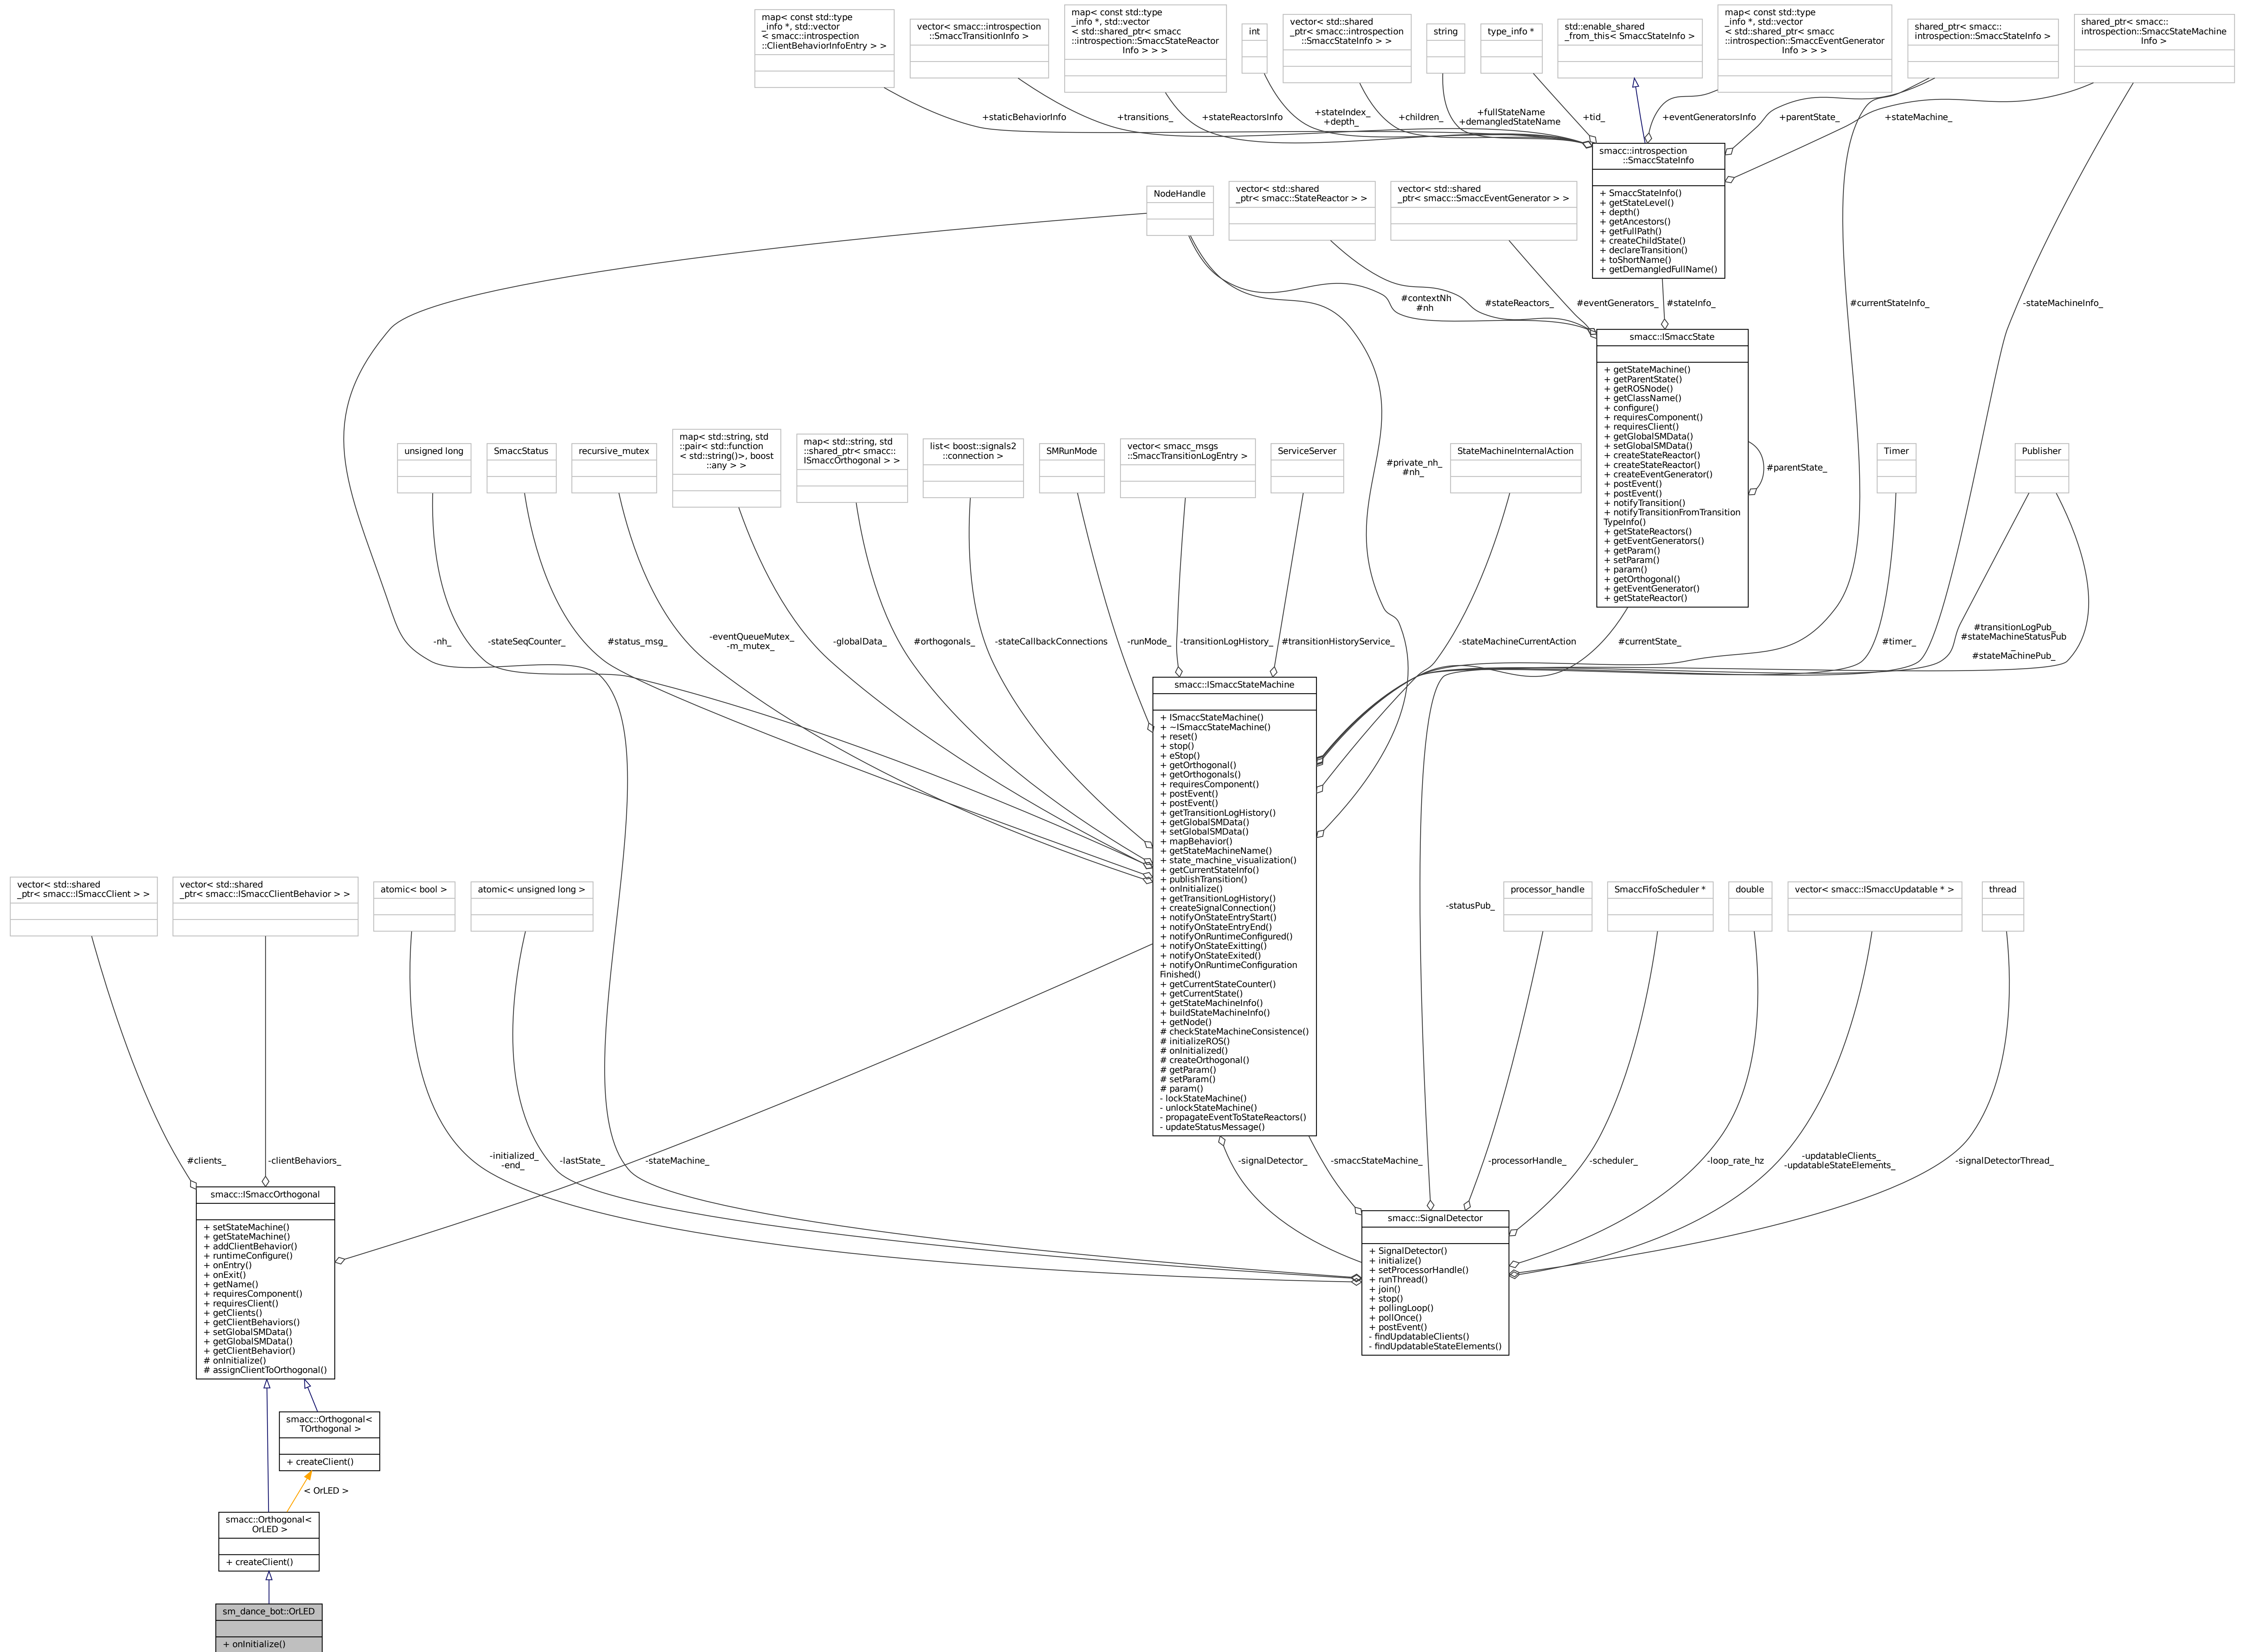 map< const std::type
_info *, std::vector
< smacc::introspection
::ClientBehaviorInfoEntry > >
vector< smacc::introspection
::SmaccTransitionInfo >
map< const std::type
_info *, std::vector
< std::shared_ptr< smacc
::introspection::SmaccStateReactor
Info > > >
int
vector< std::shared
_ptr< smacc::introspection
::SmaccStateInfo > >
string
type_info *
std::enable_shared
_from_this< SmaccStateInfo >
map< const std::type
_info *, std::vector
< std::shared_ptr< smacc
::introspection::SmaccEventGenerator
Info > > >
shared_ptr< smacc::
introspection::SmaccStateInfo >
shared_ptr< smacc::
introspection::SmaccStateMachine
Info >
+staticBehaviorInfo
+transitions_
+stateReactorsInfo
+stateIndex_
+depth_
+children_
+fullStateName
+demangledStateName
+tid_
+eventGeneratorsInfo
+parentState_
+stateMachine_
smacc::introspection
::SmaccStateInfo
+ SmaccStateInfo()
+ getStateLevel()
+ depth()
+ getAncestors()
+ getFullPath()
+ createChildState()
+ declareTransition()
+ toShortName()
+ getDemangledFullName()
NodeHandle
vector< std::shared
_ptr< smacc::StateReactor > >
vector< std::shared
_ptr< smacc::SmaccEventGenerator > >
#contextNh
#nh
#stateReactors_
#eventGenerators_
#stateInfo_
#currentStateInfo_
-stateMachineInfo_
smacc::ISmaccState
+ getStateMachine()
+ getParentState()
+ getROSNode()
+ getClassName()
+ configure()
+ requiresComponent()
+ requiresClient()
+ getGlobalSMData()
+ setGlobalSMData()
+ createStateReactor()
+ createStateReactor()
+ createEventGenerator()
+ postEvent()
+ postEvent()
+ notifyTransition()
+ notifyTransitionFromTransition
TypeInfo()
+ getStateReactors()
+ getEventGenerators()
+ getParam()
+ setParam()
+ param()
+ getOrthogonal()
+ getEventGenerator()
+ getStateReactor()
#parentState_
unsigned long
SmaccStatus
recursive_mutex
map< std::string, std
::pair< std::function
< std::string()>, boost
::any > >
map< std::string, std
::shared_ptr< smacc::
ISmaccOrthogonal > >
list< boost::signals2
::connection >
SMRunMode
vector< smacc_msgs
::SmaccTransitionLogEntry >
ServiceServer
#private_nh_
#nh_
StateMachineInternalAction
Timer
Publisher
-nh_
-stateSeqCounter_
#status_msg_
-eventQueueMutex_
-m_mutex_
-globalData_
#orthogonals_
-stateCallbackConnections
-runMode_
-transitionLogHistory_
#transitionHistoryService_
-stateMachineCurrentAction
#currentState_
#timer_
#transitionLogPub_
#stateMachineStatusPub
_
#stateMachinePub_
smacc::ISmaccStateMachine
+ ISmaccStateMachine()
+ ~ISmaccStateMachine()
+ reset()
+ stop()
+ eStop()
+ getOrthogonal()
+ getOrthogonals()
+ requiresComponent()
+ postEvent()
+ postEvent()
+ getTransitionLogHistory()
+ getGlobalSMData()
+ setGlobalSMData()
+ mapBehavior()
+ getStateMachineName()
+ state_machine_visualization()
+ getCurrentStateInfo()
+ publishTransition()
+ onInitialize()
+ getTransitionLogHistory()
+ createSignalConnection()
+ notifyOnStateEntryStart()
+ notifyOnStateEntryEnd()
+ notifyOnRuntimeConfigured()
+ notifyOnStateExitting()
+ notifyOnStateExited()
+ notifyOnRuntimeConfiguration
Finished()
+ getCurrentStateCounter()
+ getCurrentState()
+ getStateMachineInfo()
+ buildStateMachineInfo()
+ getNode()
# checkStateMachineConsistence()
# initializeROS()
# onInitialized()
# createOrthogonal()
# getParam()
# setParam()
# param()
- lockStateMachine()
- unlockStateMachine()
- propagateEventToStateReactors()
- updateStatusMessage()
vector< std::shared
_ptr< smacc::ISmaccClient > >
vector< std::shared
_ptr< smacc::ISmaccClientBehavior > >
atomic< bool >
atomic< unsigned long >
-statusPub_
processor_handle
SmaccFifoScheduler *
double
vector< smacc::ISmaccUpdatable * >
thread
#clients_
-clientBehaviors_
-initialized_
-end_
-lastState_
-stateMachine_
-signalDetector_
-smaccStateMachine_
-processorHandle_
-scheduler_
-loop_rate_hz
-updatableClients_
-updatableStateElements_
-signalDetectorThread_
smacc::ISmaccOrthogonal
+ setStateMachine()
+ getStateMachine()
+ addClientBehavior()
+ runtimeConfigure()
+ onEntry()
+ onExit()
+ getName()
+ requiresComponent()
+ requiresClient()
+ getClients()
+ getClientBehaviors()
+ setGlobalSMData()
+ getGlobalSMData()
+ getClientBehavior()
# onInitialize()
# assignClientToOrthogonal()
smacc::SignalDetector
+ SignalDetector()
+ initialize()
+ setProcessorHandle()
+ runThread()
+ join()
+ stop()
+ pollingLoop()
+ pollOnce()
+ postEvent()
- findUpdatableClients()
- findUpdatableStateElements()
smacc::Orthogonal<
TOrthogonal >
+ createClient()
< OrLED >
smacc::Orthogonal<
OrLED >
+ createClient()
sm_dance_bot::OrLED
+ onInitialize()